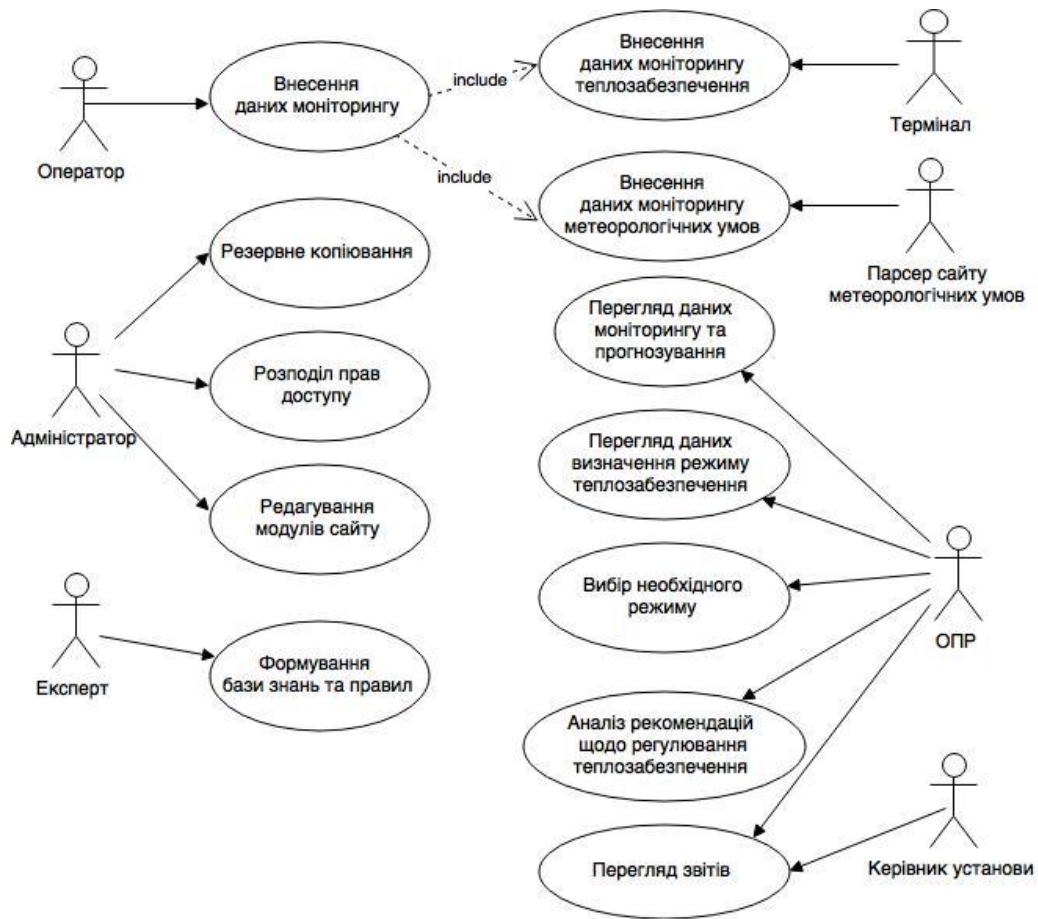 Внесення
даних моніторингу
include
Внесення
даних моніторингу
теплозабезпечення
Термінал
Оператор
include
Внесення
даних моніторингу
метеорологічних умов
Парсер сайту
метеорологічних умов
Резервне копіювання
Перегляд даних
моніторингу та
прогнозування
Розподіл прав
доступу
Адміністратор
Перегляд даних
визначення режиму
теплозабезпечення
Редагування
модулів сайту
Вибір необхідного
режиму
ОПР
Експерт
Формування
бази знань та правил
Аналіз рекомендацій
щодо регулювання
теплозабезпечення
Перегляд звітів
Керівник установи